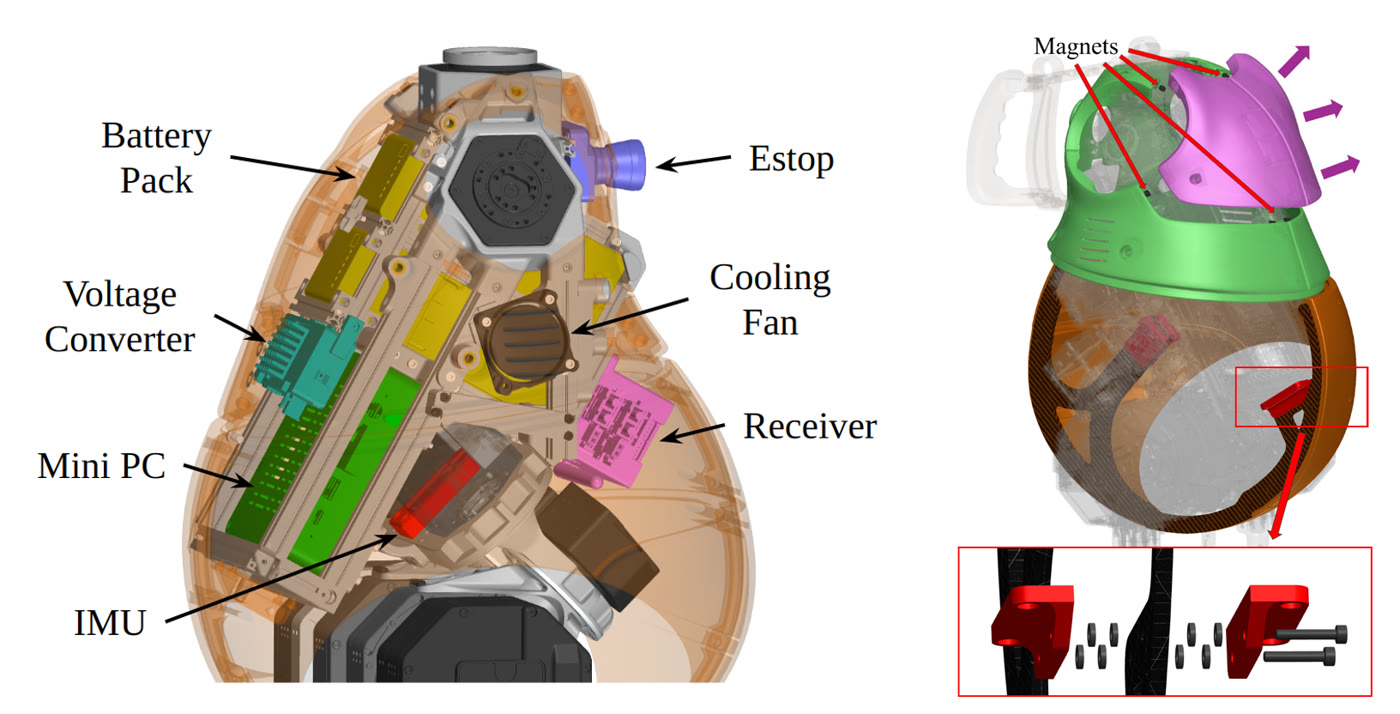 Battery
Pack
Voltage
Converter
Mini PC
IMU
Estop
Cooling
Fan
Receiver
Magnets